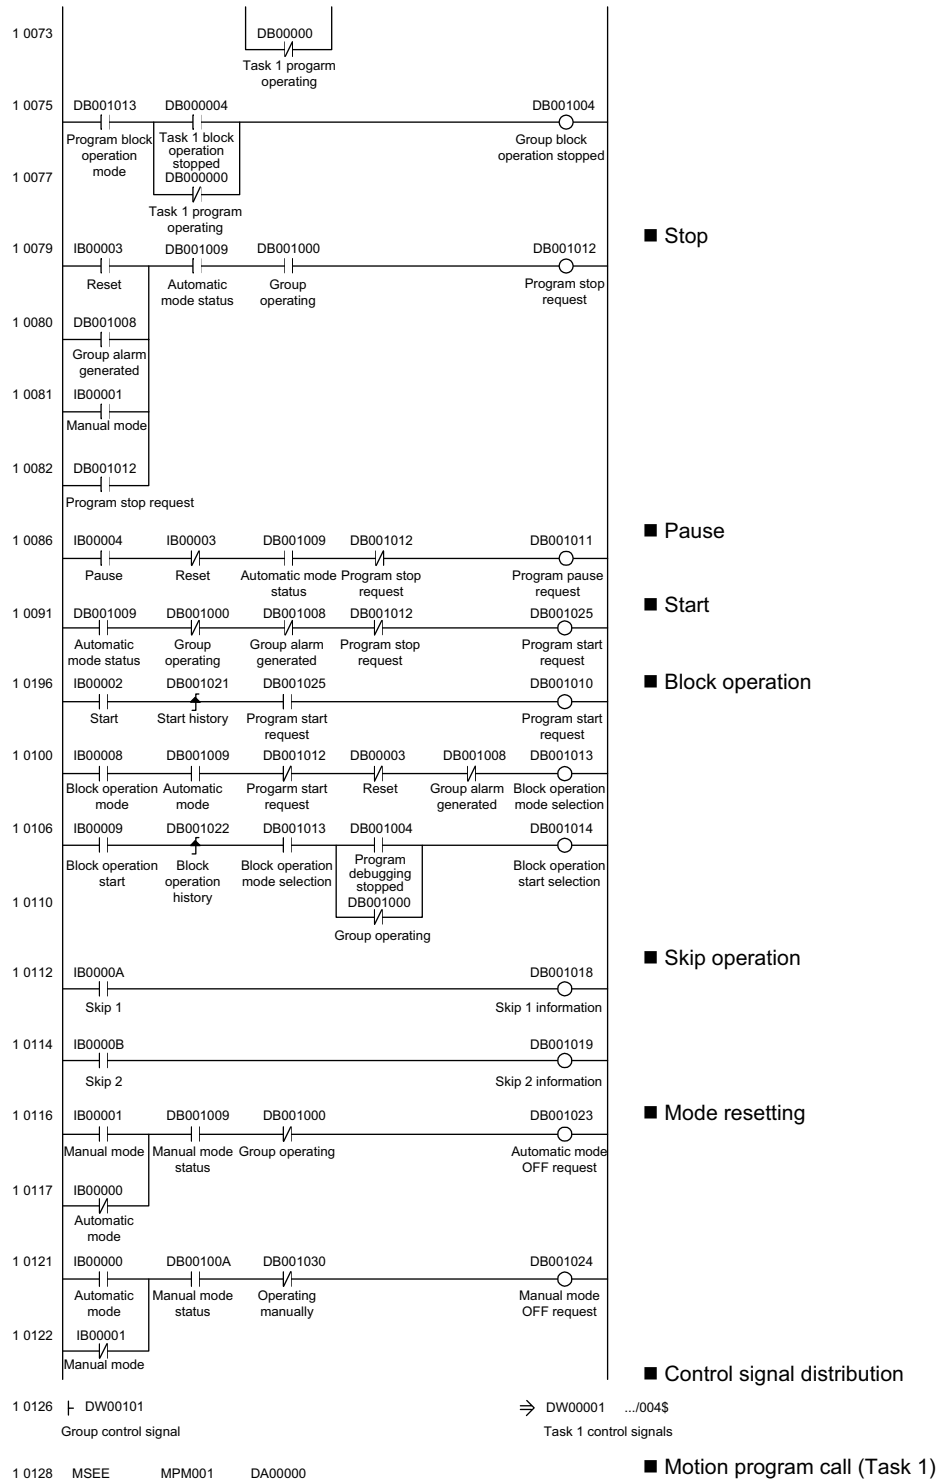 1 0073 DB00000
Task 1 progarm
operating
1 0075 DB001013 DB000004 DB001004
Program block Task 1 block Group block
operation operation operation stopped
mode stopped
1 0077 DB000000
Task 1 program
operating
■ Stop
1 0079 IB00003 DB001009 DB001000 DB001012
Reset Automatic Group Program stop
mode status operating request
1 0080 DB001008
Group alarm
generated
1 0081 IB00001
Manual mode
1 0082 DB001012
Program stop request
■ Pause
1 0086 IB00004 IB00003 DB001009 DB001012 DB001011
Pause Reset Automatic mode Program stop Program pause
status request request
■ Start
1 0091 DB001009 DB001000 DB001008 DB001012 DB001025
Automatic Group Group alarm Program stop Program start
mode status operating generated request request
■ Block operation
1 0196 IB00002 DB001021 DB001025 DB001010
Start Start history Program start Program start
request request
1 0100 IB00008 DB001009 DB001012 DB00003 DB001008 DB001013
Block operation Automatic Progarm start Reset Group alarm Block operation
mode mode request generated mode selection
1 0106 IB00009 DB001022 DB001013 DB001004 DB001014
Block operation Block Block operation Program Block operation
start operation mode selection debugging start selection
history stopped
1 0110 DB001000
Group operating
■ Skip operation
1 0112 IB0000A DB001018
Skip 1 Skip 1 information
1 0114 IB0000B DB001019
Skip 2 Skip 2 information
■ Mode resetting
1 0116 IB00001 DB001009 DB001000 DB001023
Manual mode Manual mode Group operating Automatic mode
status OFF request
1 0117 IB00000
Automatic
mode
1 0121 IB00000 DB00100A DB001030 DB001024
Automatic Manual mode Operating Manual mode
mode status manually OFF request
1 0122 IB00001
Manual mode
■ Control signal distribution
1 0126 ├ DW00101 ⇒ DW00001 .../004$
Group control signal Task 1 control signals
■ Motion program call (Task 1)
1 0128 MSEE MPM001 DA00000